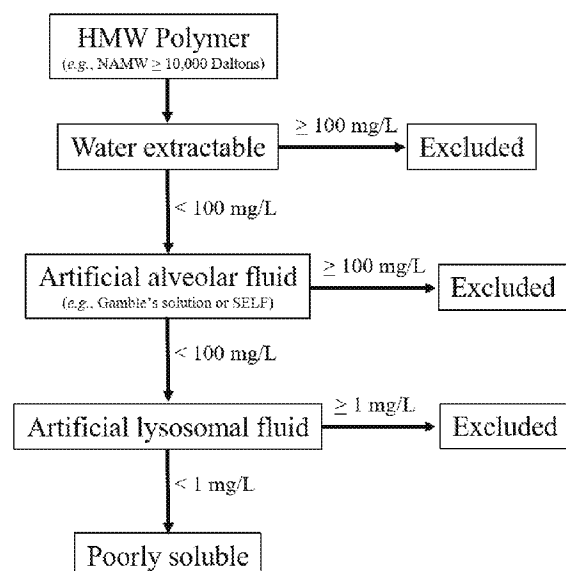 HMW Polymer
(e.g., NAMW ≥ 10,000 Daltons)
≥ 100 mg/L
Water extractable
Excluded
< 100 mg/L
Artificial alveolar fluid
(e.g., Gamble's solution or SELF)
≥ 100 mg/L
Excluded
< 100 mg/L
Artificial lysosomal fluid
≥ 1 mg/L
Excluded
< 1 mg/L
Poorly soluble